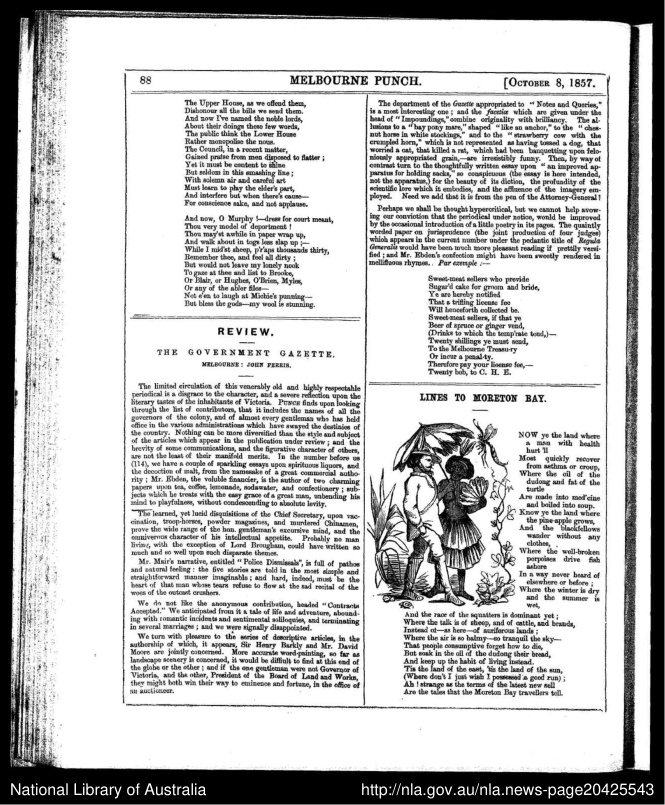 88
MELBOURNE PUNCH.
[OCTOBER 8, 1857.
The Upper House, as we offend them,
Dishonour all the bills we send them.
And now I've named the noble lords,
About their doings these few words,
The public think the Lower House
Rather monopolise the nous.
The Council, in a recent matter,
Gained praise from men disposed to flatter ;
Yet it must be content to shine
But seldom in this smashing line ;
With solemn air and careful art
Must learn to play the elder's part,
And interfere but when there's cause—
For conscience sake, and not applause.
And now, O Murphy !—dress for court meant,
Thou very model of deportment !
Thou may'st awhile in paper wrap up,
And walk about in togs less slap up ;—
While I mid'st sheep, p'r'aps thousands thirty,
Remember thee, and feel all dirty ;
But would not leave my lonely nook
To gaze at thee and list to Brooke,
Or Blair, or Hughes, O'Brien, Myles,
Or any of the abler files—
Not e'en to laugh at Michie's punning—
But bless the gods—my wool is stunning.
REVIEW.
THE GOVERNMENT GAZETTE.
MELBOURNE : JOHN FERRIS.
The limited circulation of this venerably old and highly respectable
periodical is a disgrace to the character, and a severe reflection upon the
literary tastes of the inhabitants of Victoria. PUNCH finds upon looking
through the list of contributors, that it includes the names of all the
governors of the colony, and of almost every gentleman who has held
office in the various administrations which have swayed the destinies of
the country. Nothing can be more diversified than the style and subject
of the articles which appear in the publication under review ; and the
brevity of some communications, and the figurative character of others,
are not the least of their manifold merits. In the number before us
(114), we have a couple of sparkling essays upon spirituous liquors, and
the decoction of malt, from the namesake of a great commercial autho-
rity ; Mr. Ebden, the voluble financier, is the author of two charming
papers upon tea, coffee, lemonade, sodawater, and confectionery ; sub-
jects which he treats with the easy grace of a great man, unbending his
mind to playfulness, without condescending to absolute levity.
The learned, yet lucid disquisitions of the Chief Secretary, upon vac-
cination, troop-horses, powder magazines, and murdered Chinamen,
prove the wide range of the hon. gentleman's excursive mind, and the
omniverous character of his intellectual appetite. Probably no man
living, with the exception of Lord Brougham, could have written so
much and so well upon such disparate themes.
Mr. Mair's narrative, entitled " Police Dismissals", is full of pathos
and natural feeling : the five stories are told in the most simple and
straightforward manner imaginable ; and hard, indeed, must be the
heart of that man whose tears refuse to flow at the sad recital of the
woes of the outcast crushers.
We do not like the anonymous contribution, headed " Contracts
Accepted." We anticipated from it a tale of life and adventure, abound-
ing with romantic incidents and sentimental soliloquies, and terminating
in several marriages ; and we were signally disappointed.
We turn with pleasure to the series of descriptive articles, in the
authorship of which, it appears, Sir Henry Barkly and Mr. David
Moore are jointly concerned. More accurate word-painting, so far as
landscape scenery is concerned, it would be difficult to find at this end of
the globe or the other ; and if the one gentleman were not Governor of
Victoria, and the other, President of the Board of Land and Works,
they might both win their way to eminence and fortune, in the office of
an auctioneer.
The department of the Gazette appropriated to " Notes and Queries,"
is a most interesting one ; and the facetiæ which are given under the
head of " Impoundings," combine originality with brilliancy. The al-
lusions to a " bay pony mare," shaped " like an anchor," to the " ches-
nut horse in white stockings," and to the " strawberry cow with the
crumpled horn," which is not represented as having tossed a dog, that
worried a cat, that killed a rat, which had been banquetting upon felo-
niously appropriated grain,—are irresistibly funny. Then, by way of
contrast turn to the thoughtfully written essay upon " an improved ap-
paratus for holding sacks," so conspicuous (the essay is here intended,
not the apparatus,) for the beauty of its diction, the profundity of the
scientific lore which it embodies, and the affluence of the imagery em-
ployed. Need we add that it is from the pen of the Attorney-General !
Perhaps we shall be thought hypercritical, but we cannot help avow-
ing our conviction that the periodical under notice, would be improved
by the occasional introduction of a little poetry in its pages. The quaintly
worded paper on jurisprudence (the joint production of four judges)
which appears in the current number under the pedantic title of Regula
Generalis would have been much more pleasant reading if prettily versi-
fied ; and Mr. Ebden's confection might have been sweetly rendered in
mellifluous rhymes. Par exemple :—
Sweet-meat sellers who provide
Sugar'd cake for groom and bride,
Y e are hereby notified
That a trifling license fee
Will henceforth collected be.
Sweet-meat sellers, if that ye
Beer of spruce or ginger vend,
(Drinks to which the temp'rate tend,)—
Twenty shillings ye must send,
To the Melbourne Treasu-ry
Or incur a penal-ty.
Therefore pay your license fee,—
Twenty bob, to C. H. E.
LINES TO MORETON BAY.
NOW ye the land where
a man with health
hurt 'll
Most quickly recover
from asthma or croup,
Where the oil of the
dudong and fat of the
turtle
Are made into med'cine
and boiled into soup.
Know ye the land where
the pine-apple grows,
And the blackfellows
wander without any
clothes,
Where the well-broken
porpoises drive fish
ashore
In a way never heard of
elsewhere or before ;
Where the winter is dry
and the summer is
wet,
And the race of the squatters is dominant yet ;
Where the talk is of sheep, and of cattle, and brands,
Instead of—as here—of auriferous lands ;
Where the air is so balmy—so tranquil the sky—
That people consumptive forget how to die,
But soak in the oil of the dudong their bread,
And keep up the habit of living instead.
'Tis the land of the east, 'tis the land of the sun,
(Where don't I just wish I possessed a good run) ;
Ah ! strange as the terms of the latest new sell
Are the tales that the Moreton Bay travellers tell.
National Library of Australia
http://nla.gov.au/nla.news-page20425543